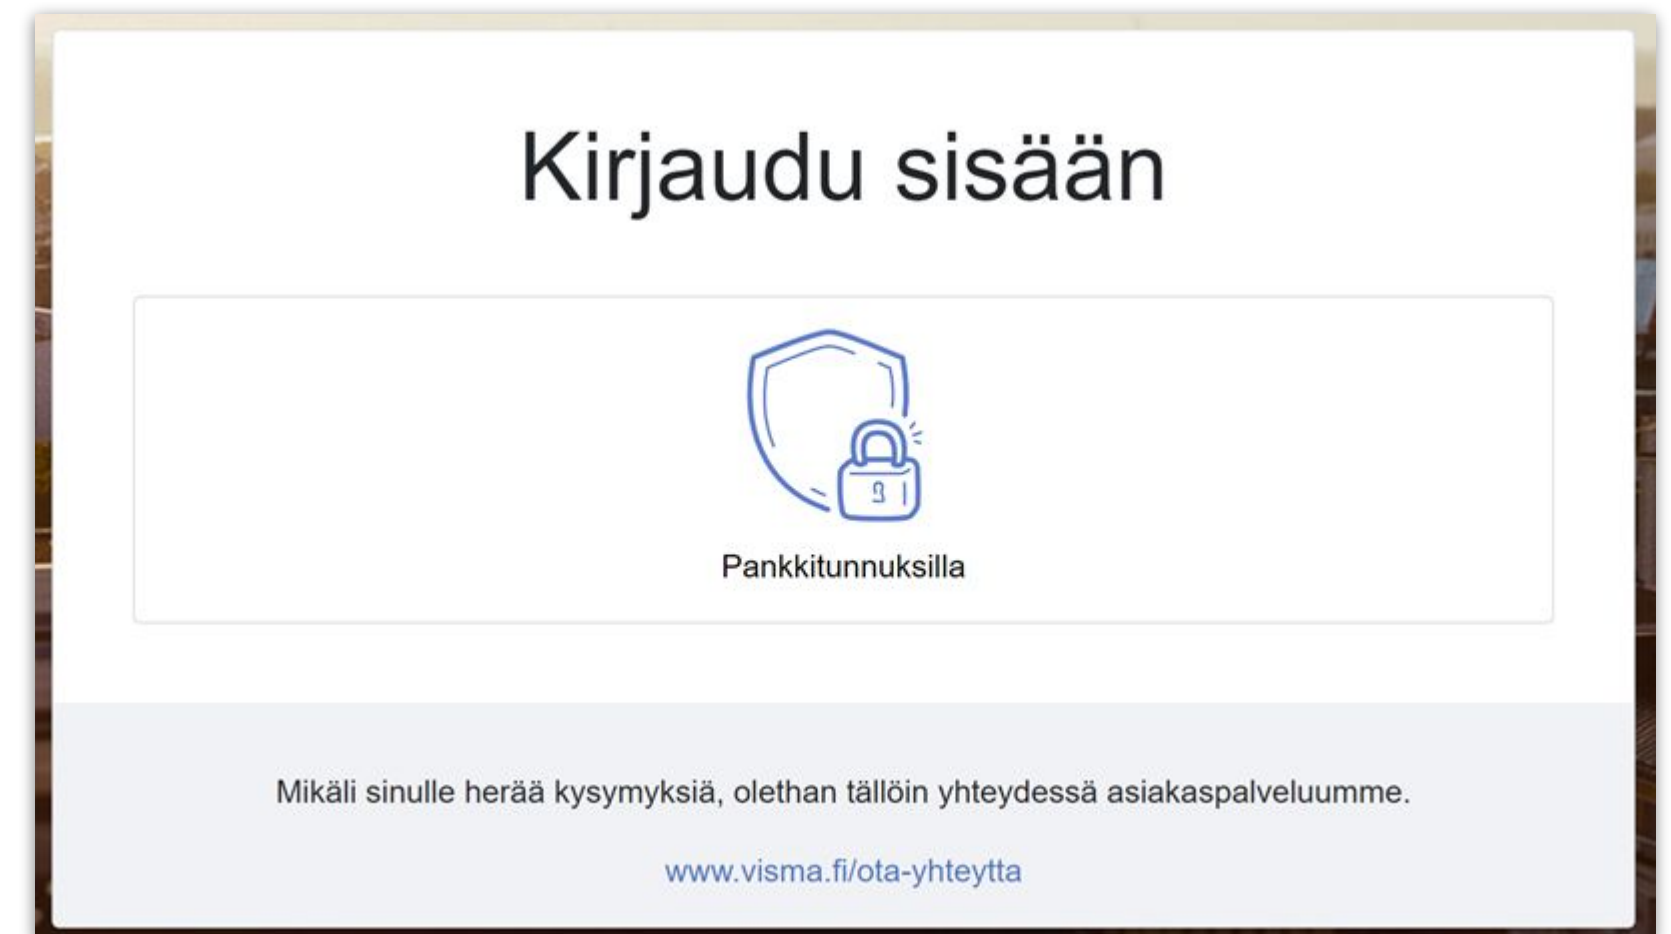 Kirjaudu sisään
Pankkitunnuksilla
Mikäli sinulle herää kysymyksiä, olethan tällöin yhteydessä asiakaspalveluumme.
www.visma.fi/ota-yhteytta